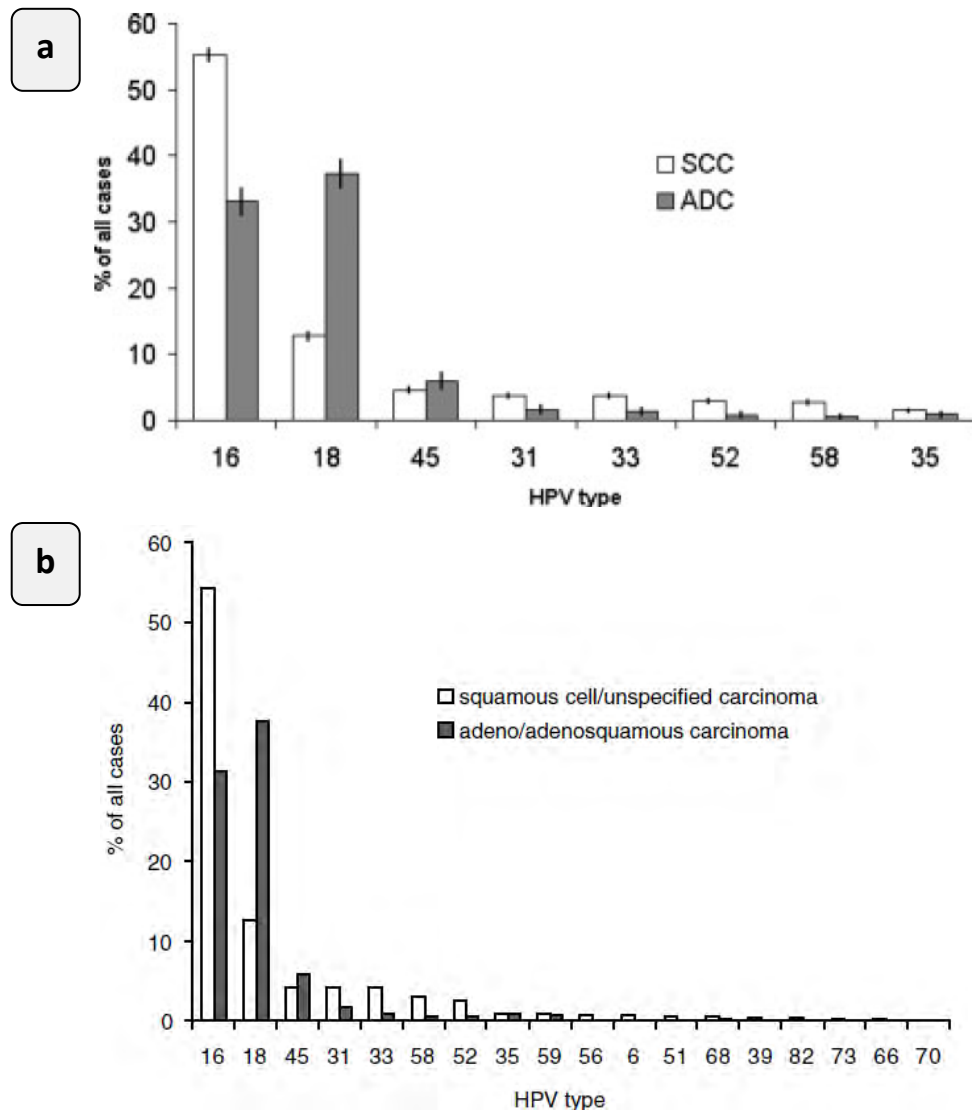 a
60
50
40
30
20
10
0
% of all cases
SCC
ADC
16 18 45 31 33 52 58 35
HPV type
b
60
50
40
30
20
10
0
% of all cases
squamous cell/unspecified carcinoma
adeno/adenosquamous carcinoma
16 18 45 31 33 58 52 35 59 56 6 51 68 39 82 73 66 70
HPV type